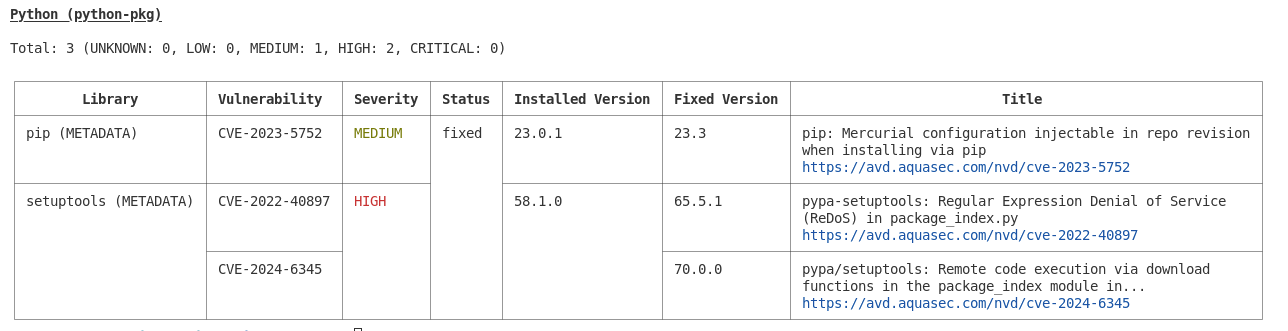 Python (python-pkg)
Total: 3 (UNKNOWN: 0, LOW: 0, MEDIUM: 1, HIGH: 2, CRITICAL: 0)
Library Vulnerability Severity Status Installed Version Fixed Version Title
pip (METADATA) CVE-2023-5752 MEDIUM fixed 23.0.1 23.3 pip: Mercurial configuration injectable in repo revision
when installing via pip
https://avd.aquasec.com/nvd/cve-2023-5752
setuptools (METADATA) CVE-2022-40897 HIGH 58.1.0 65.5.1 pypa-setuptools: Regular Expression Denial of Service
(ReDoS) in package_index.py
https://avd.aquasec.com/nvd/cve-2022-40897
CVE-2024-6345 70.0.0 pypa/setuptools: Remote code execution via download
functions in the package_index module in...
https://avd.aquasec.com/nvd/cve-2024-6345